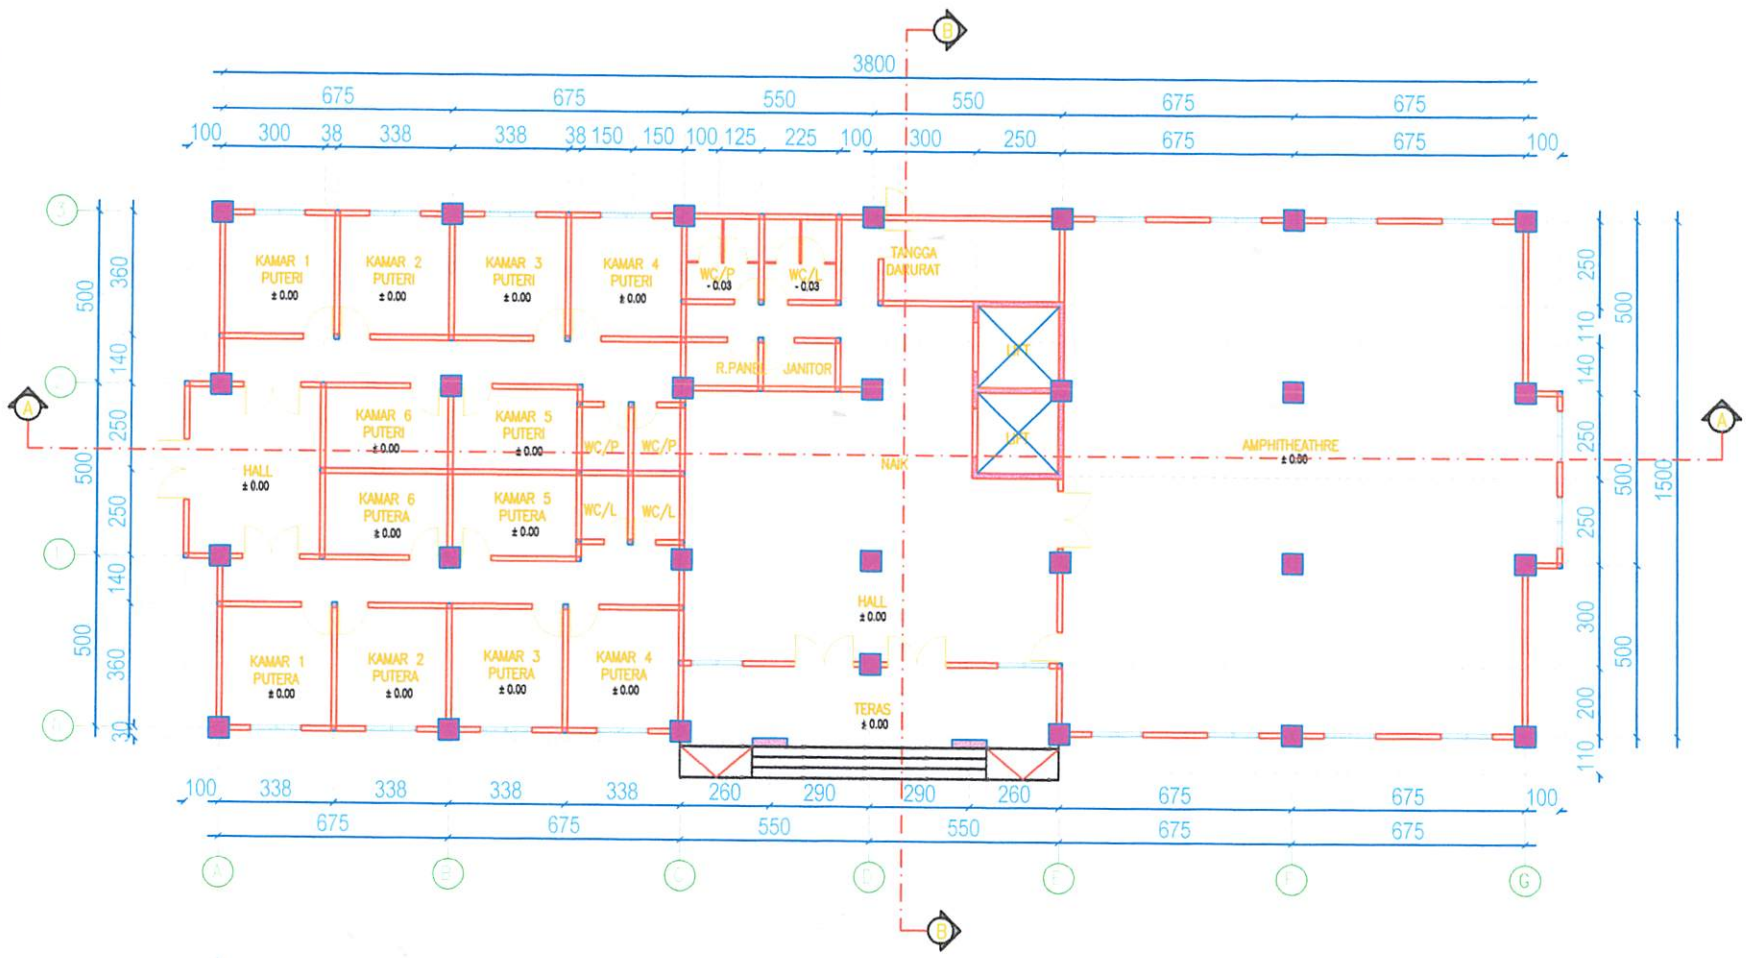 B
3800
675 675 550 550 675 675
100 300 38 338 338 38 150 150 100 125 225 100 300 250 675 675 100
3
360
500
140
250
500
250
140
500
360
30
A
KAMAR 1
PUTERI
± 0.00
KAMAR 2
PUTERI
± 0.00
KAMAR 3
PUTERI
± 0.00
KAMAR 4
PUTERI
± 0.00
WC/P
- 0.03
WC/L
- 0.03
TANGGA
DARURAT
R.PANEL
JANITOR
LIFT
LIFT
KAMAR 6
PUTERI
± 0.00
KAMAR 5
PUTERI
± 0.00
WC/P
WC/P
HALL
± 0.00
NAIK
AMPHITHEATHRE
± 0.00
KAMAR 6
PUTERA
± 0.00
KAMAR 5
PUTERA
± 0.00
WC/L
WC/L
HALL
± 0.00
KAMAR 1
PUTERA
± 0.00
KAMAR 2
PUTERA
± 0.00
KAMAR 3
PUTERA
± 0.00
KAMAR 4
PUTERA
± 0.00
TERAS
± 0.00
250
500
110
140
A
250
500
1500
250
300
500
200
110
100 338 338 338 338 260 290 290 260 675 675 100
675 675 550 550 675 675
A B C D E F G
B